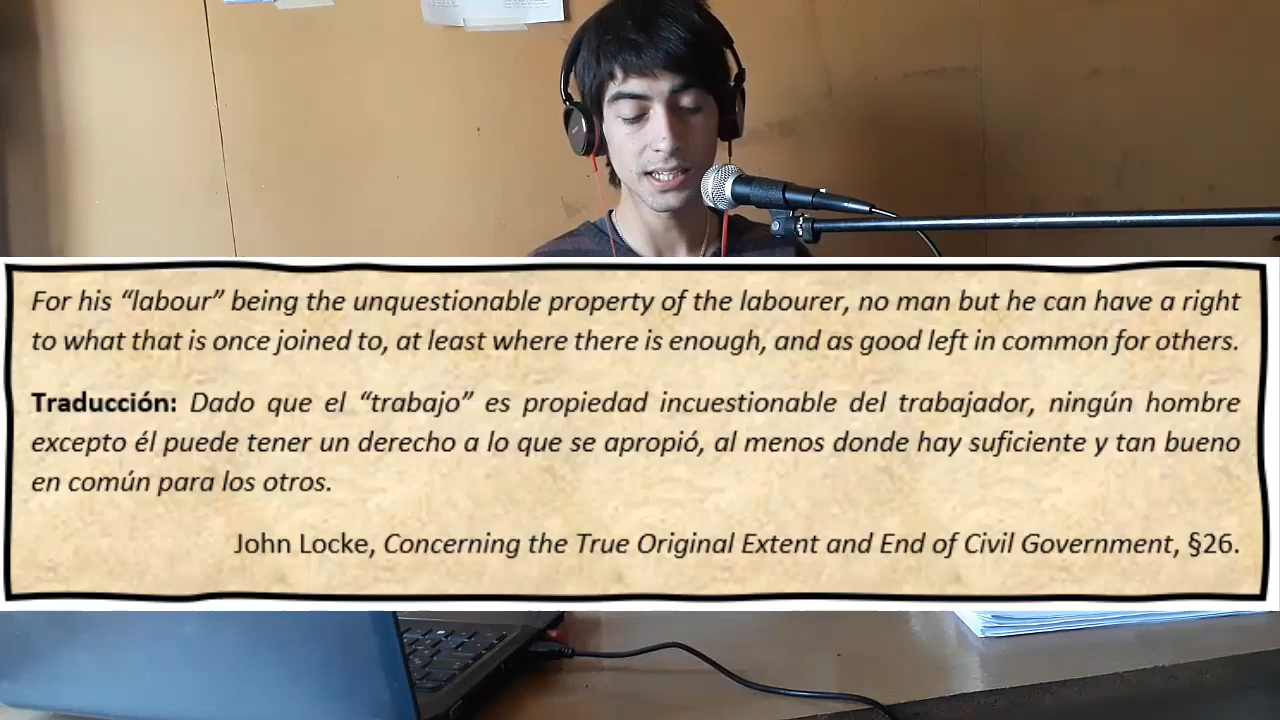 For his “labour” being the unquestionable property of the labourer, no man but he can have a right
to what that is once joined to, at least where there is enough, and as good left in common for others.
Traducción: Dado que el “trabajo” es propiedad incuestionable del trabajador, ningún hombre
excepto él puede tener un derecho a lo que se apropió, al menos donde hay suficiente y tan bueno
en común para los otros.
John Locke, Concerning the True Original Extent and End of Civil Government, §26.